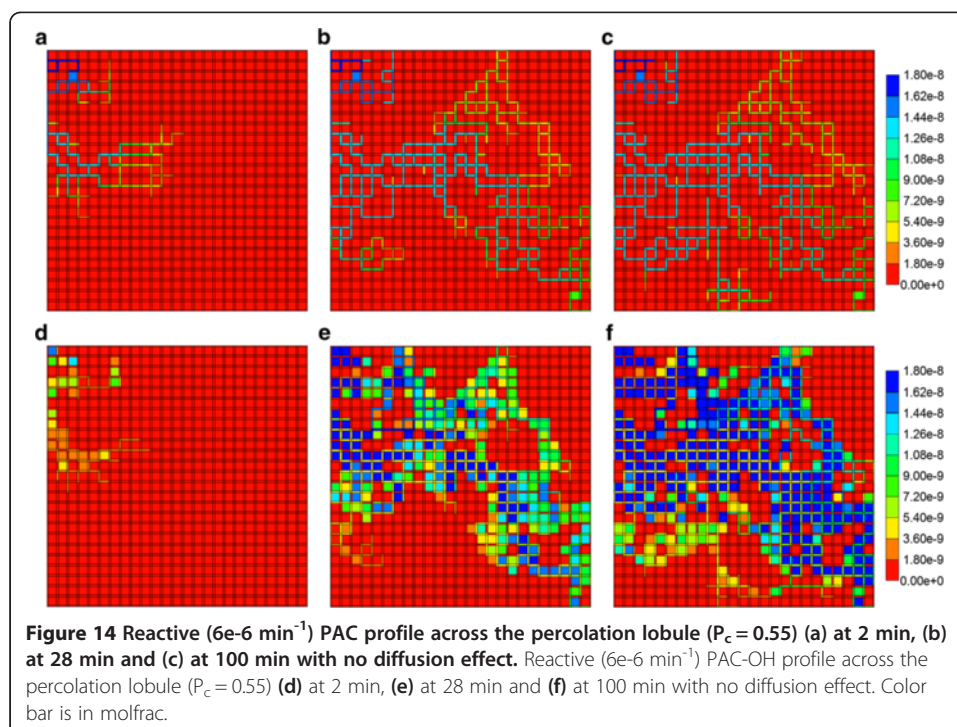 a
b
c
1.80e-8
1.62e-8
1.44e-8
1.26e-8
1.08e-8
9.00e-9
7.20e-9
5.40e-9
3.60e-9
1.80e-9
0.00e+0
d
e
f
1.80e-8
1.62e-8
1.44e-8
1.26e-8
1.08e-8
9.00e-9
7.20e-9
5.40e-9
3.60e-9
1.80e-9
0.00e+0
Figure 14 Reactive (6e-6 min⁻¹) PAC profile across the percolation lobule (P_c = 0.55) (a) at 2 min, (b)
at 28 min and (c) at 100 min with no diffusion effect. Reactive (6e-6 min⁻¹) PAC-OH profile across the
percolation lobule (P_c = 0.55) (d) at 2 min, (e) at 28 min and (f) at 100 min with no diffusion effect. Color
bar is in molfrac.